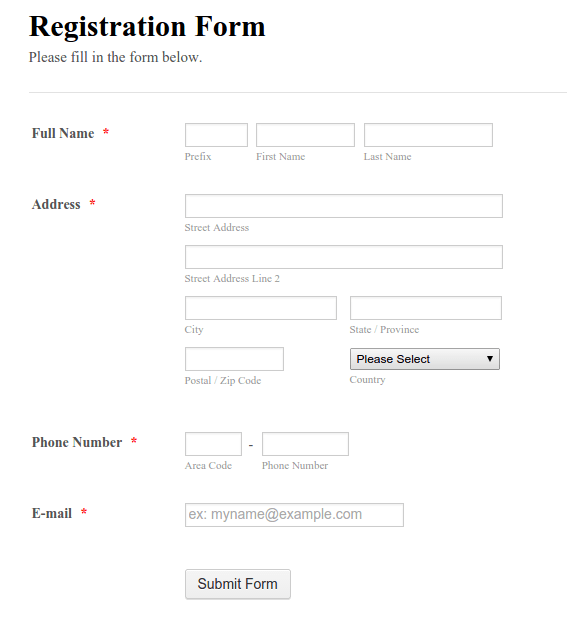 Registration Form
Please fill in the form below.
Full Name *
Prefix First Name Last Name
Address *
Street Address
Street Address Line 2
City State / Province
Please Select
Postal / Zip Code Country
Phone Number * -
Area Code Phone Number
E-mail * ex: myname@example.com
Submit Form